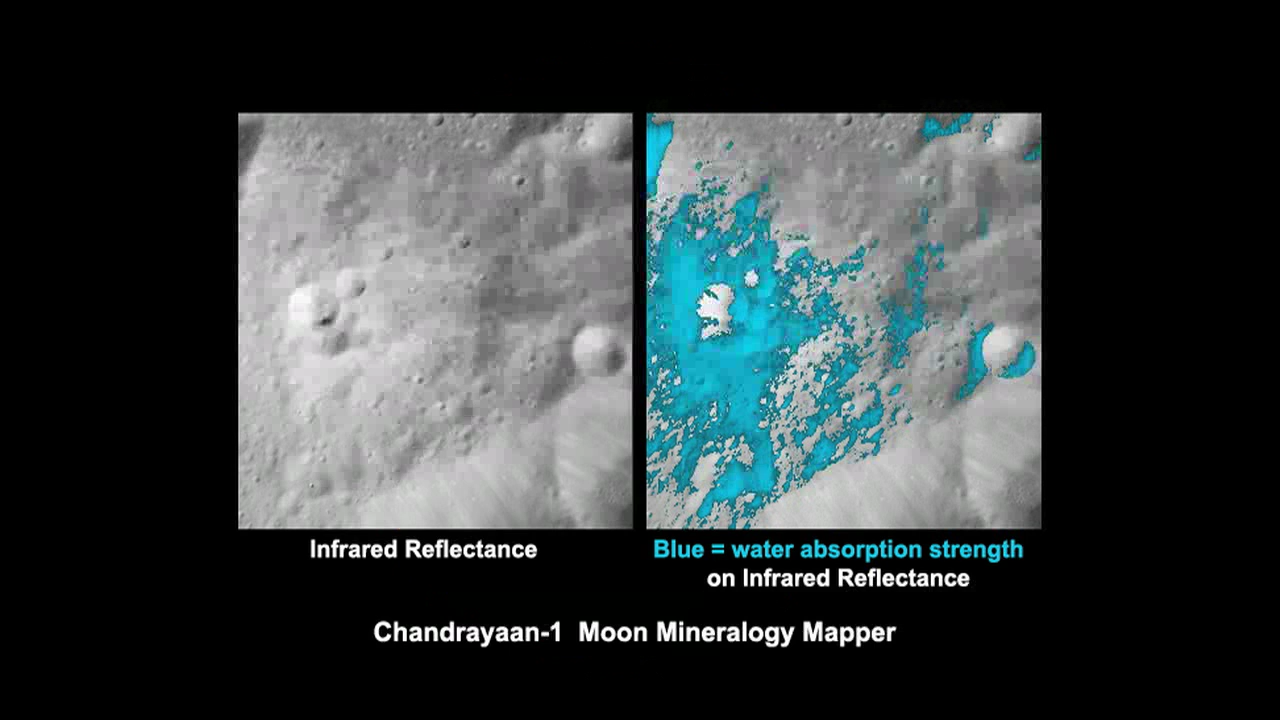 Infrared Reflectance
Blue = water absorption strength
on Infrared Reflectance
Chandrayaan-1 Moon Mineralogy Mapper